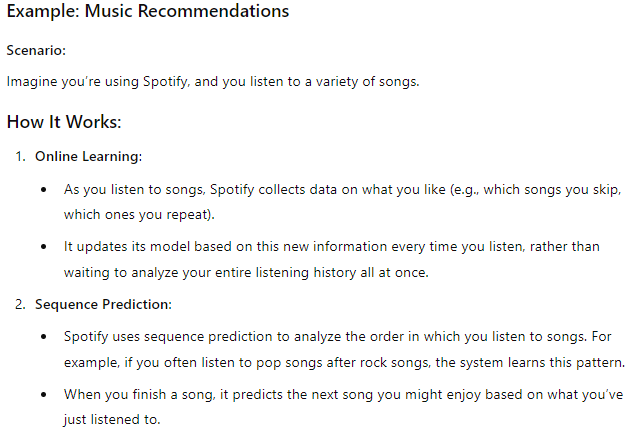 Example: Music Recommendations
Scenario:
Imagine you're using Spotify, and you listen to a variety of songs.
How It Works:
1. Online Learning:
• As you listen to songs, Spotify collects data on what you like (e.g., which songs you skip,
which ones you repeat).
• It updates its model based on this new information every time you listen, rather than
waiting to analyze your entire listening history all at once.
2. Sequence Prediction:
• Spotify uses sequence prediction to analyze the order in which you listen to songs. For
example, if you often listen to pop songs after rock songs, the system learns this pattern.
• When you finish a song, it predicts the next song you might enjoy based on what you've
just listened to.